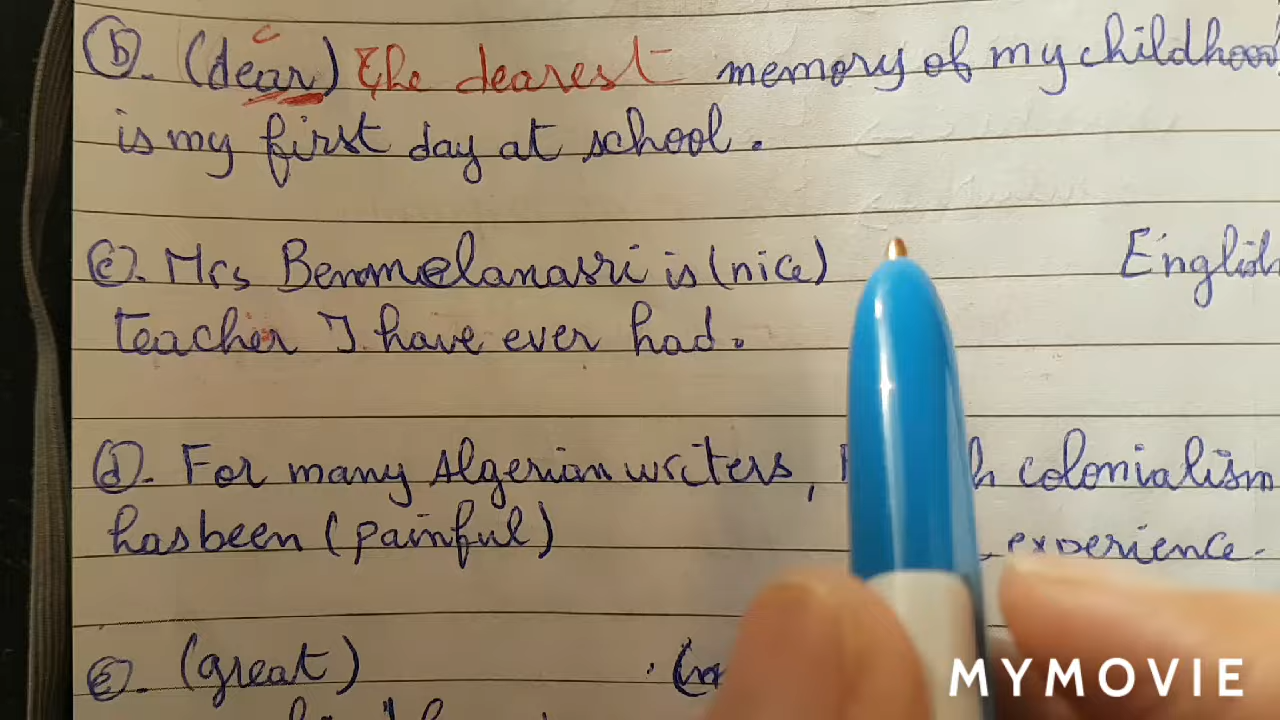 b. (dear) The dearest memory of my childhood
is my first day at school.
c. Mrs Benmelanasri is (nice) English
teacher I have ever had.
d. For many Algerian writers, colonialism
has been (painful) experience.
e. (great)
MYMOVIE